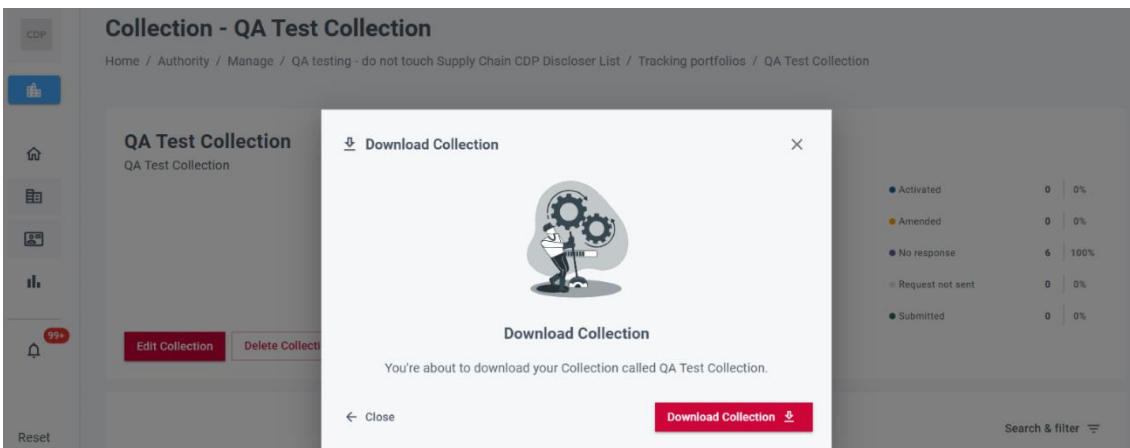 CDP
Collection - QA Test Collection
Home / Authority / Manage / QA testing - do not touch Supply Chain CDP Discloser List / Tracking portfolios / QA Test Collection
QA Test Collection
QA Test Collection
Download Collection
Activated 0 0%
Amended 0 0%
No response 6 100%
Request not sent 0 0%
Submitted 0 0%
99+
Edit Collection
Delete Collecti
Download Collection
You're about to download your Collection called QA Test Collection.
← Close
Download Collection
Search & filter
Reset